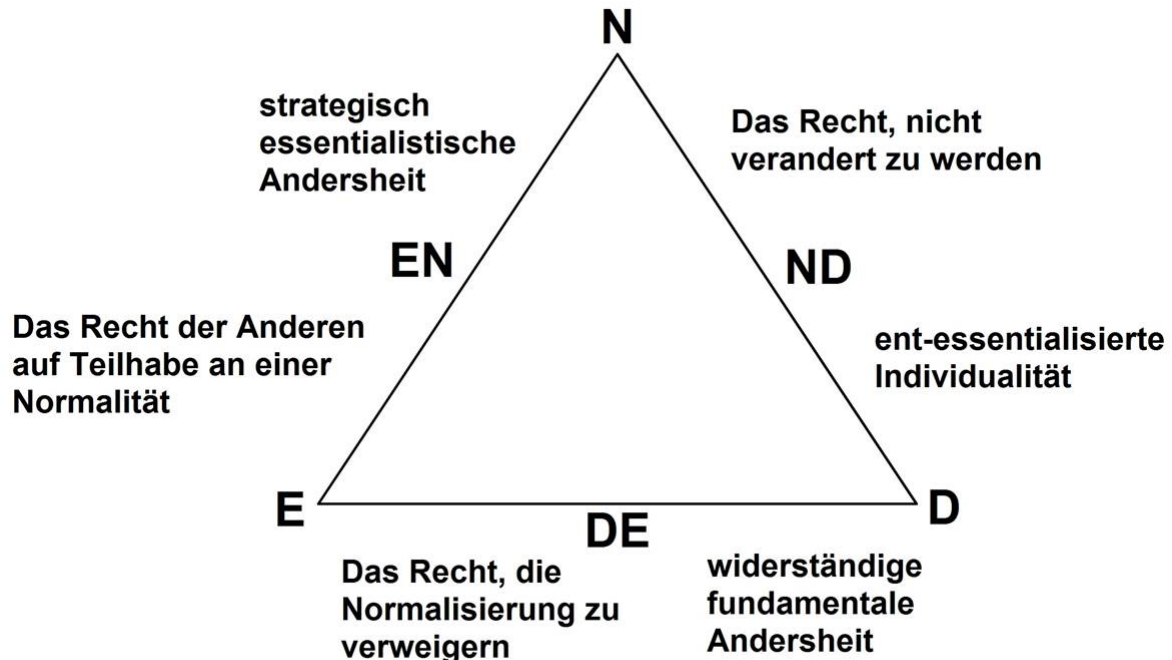 N
strategisch
essentialistische
Andersheit
Das Recht, nicht
verandert zu werden
EN
ND
Das Recht der Anderen
auf Teilhabe an einer
Normalität
ent-essentialisierte
Individualität
E
D
DE
Das Recht, die
Normalisierung zu
verweigern
widerständige
fundamentale
Andersheit